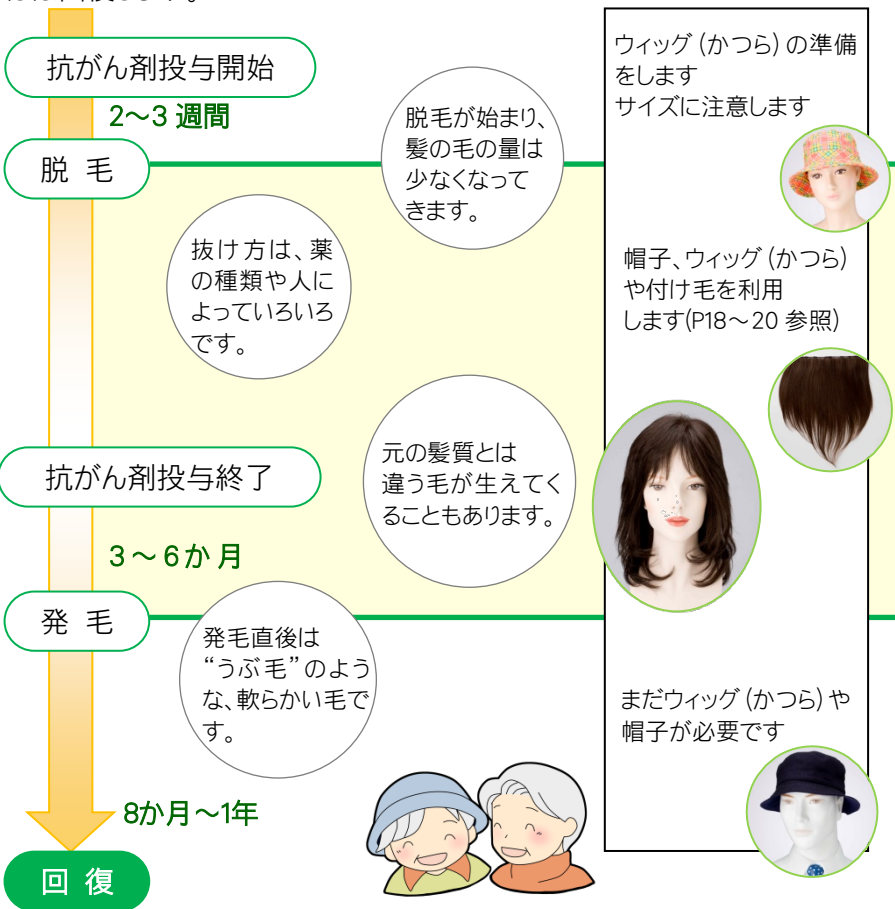 抗がん剤投与開始
2～3 週間
脱 毛
脱毛が始まり、
髪の毛の量は
少なくなって
きます。
抜け方は、薬
の種類や人に
よっていろいろ
です。
抗がん剤投与終了
元の髪質とは
違う毛が生えてく
ることもあります。
3～6か月
発 毛
発毛直後は
“うぶ毛”のよう
な、軟らかい毛で
す。
8か月～1年
回 復
ウィッグ (かつら) の準備
をします
サイズに注意します
帽子、ウィッグ (かつら)
や付け毛を利用
します(P18～20 参照)
まだウィッグ (かつら) や
帽子が必要です